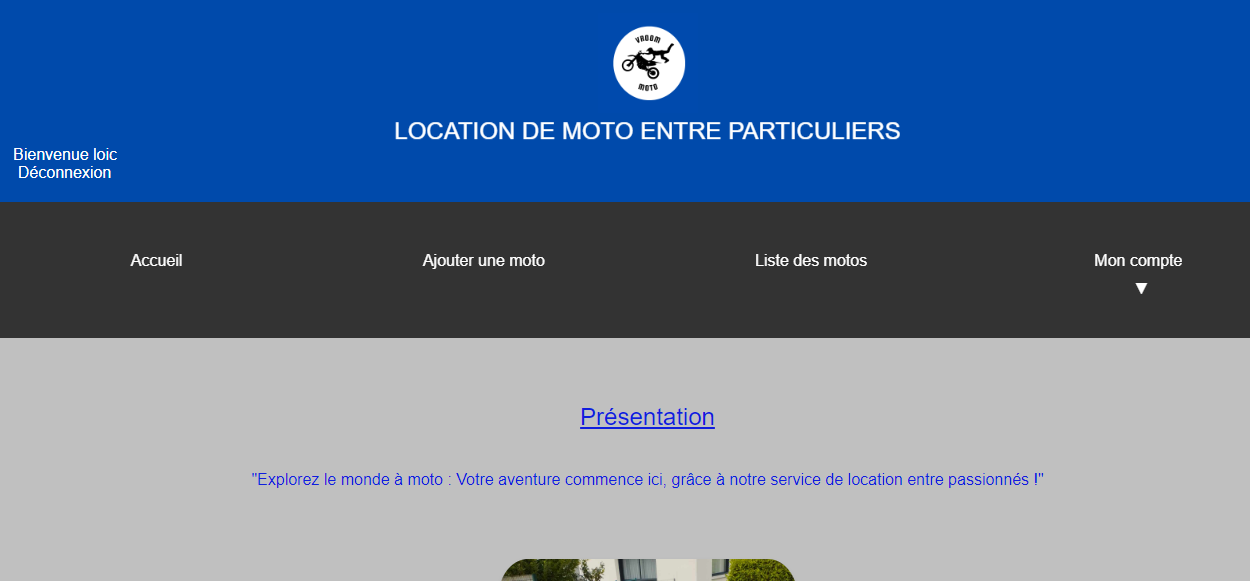 VROOM
MOTO
LOCATION DE MOTO ENTRE PARTICULIERS
Bienvenue loic
Déconnexion
Accueil
Ajouter une moto
Liste des motos
Mon compte
▼
Présentation
"Explorez le monde à moto : Votre aventure commence ici, grâce à notre service de location entre passionnés !"